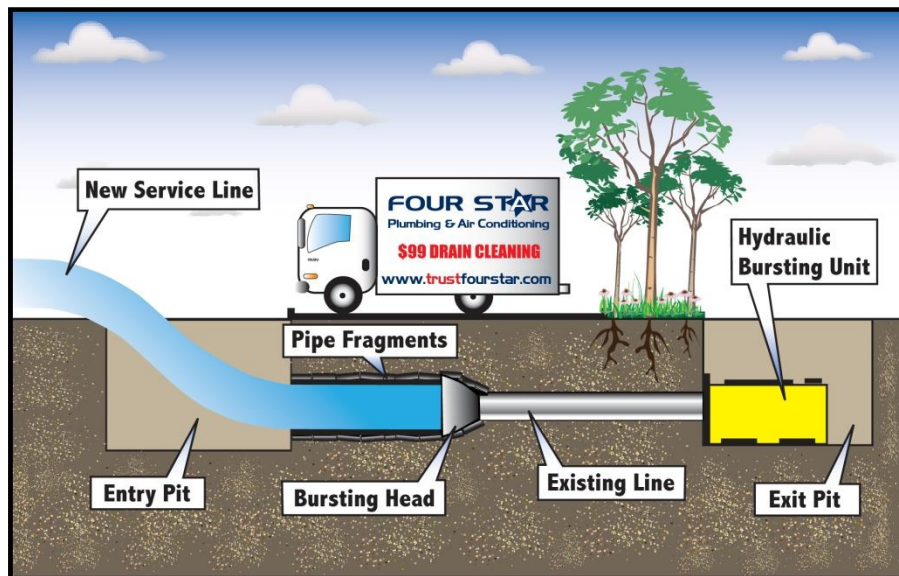 New Service Line
FOUR STAR
Plumbing & Air Conditioning
$99 DRAIN CLEANING
www.trustfourstar.com
Hydraulic
Bursting Unit
Pipe Fragments
Entry Pit
Bursting Head
Existing Line
Exit Pit